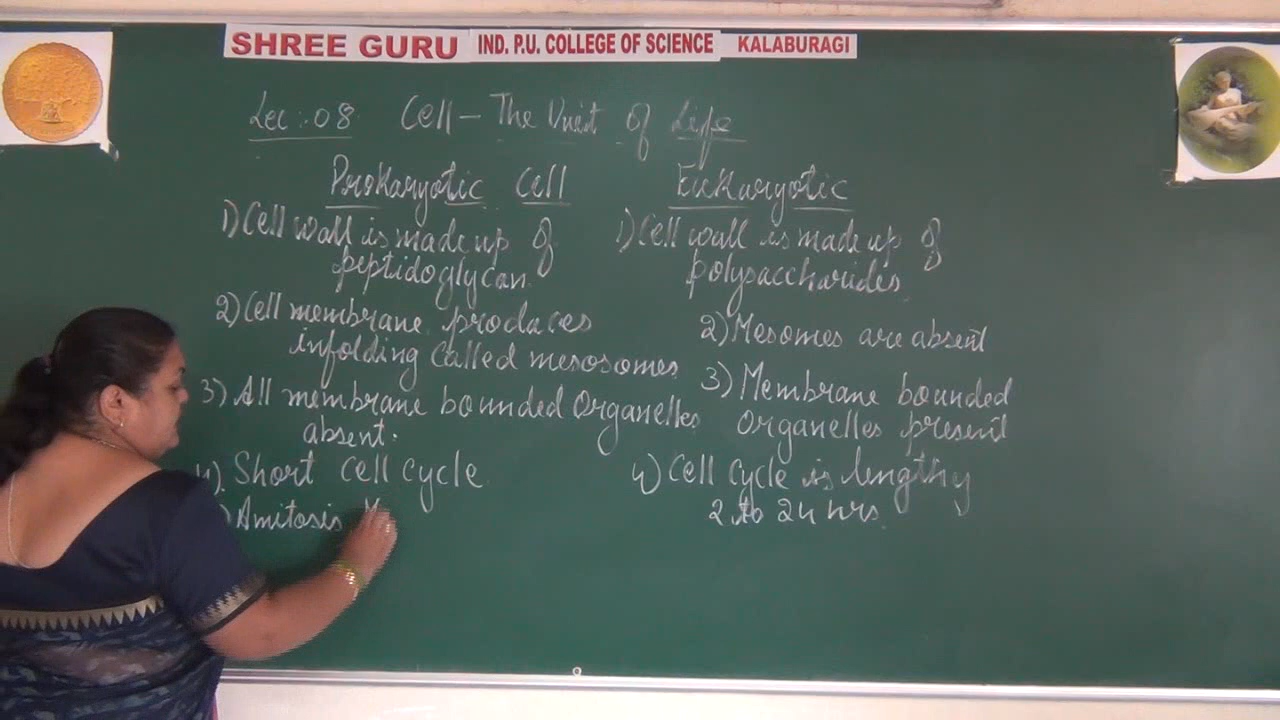 SHREE GURU IND. P.U. COLLEGE OF SCIENCE KALABURAGI
Lec :- 08 Cell – The Unit of Life
Prokaryotic Cell
1) Cell wall is made up of
peptidoglycan.
2) Cell membrane produces
infolding called mesosomes
3) All membrane bounded organelles
absent.
4) Short cell cycle
) Amitosis
Eukaryotic
1) Cell wall is made up of
polysaccharides
2) Mesomes are absent
3) Membrane bounded
organelles present
4) Cell cycle is lengthy
2 to 24 hrs.